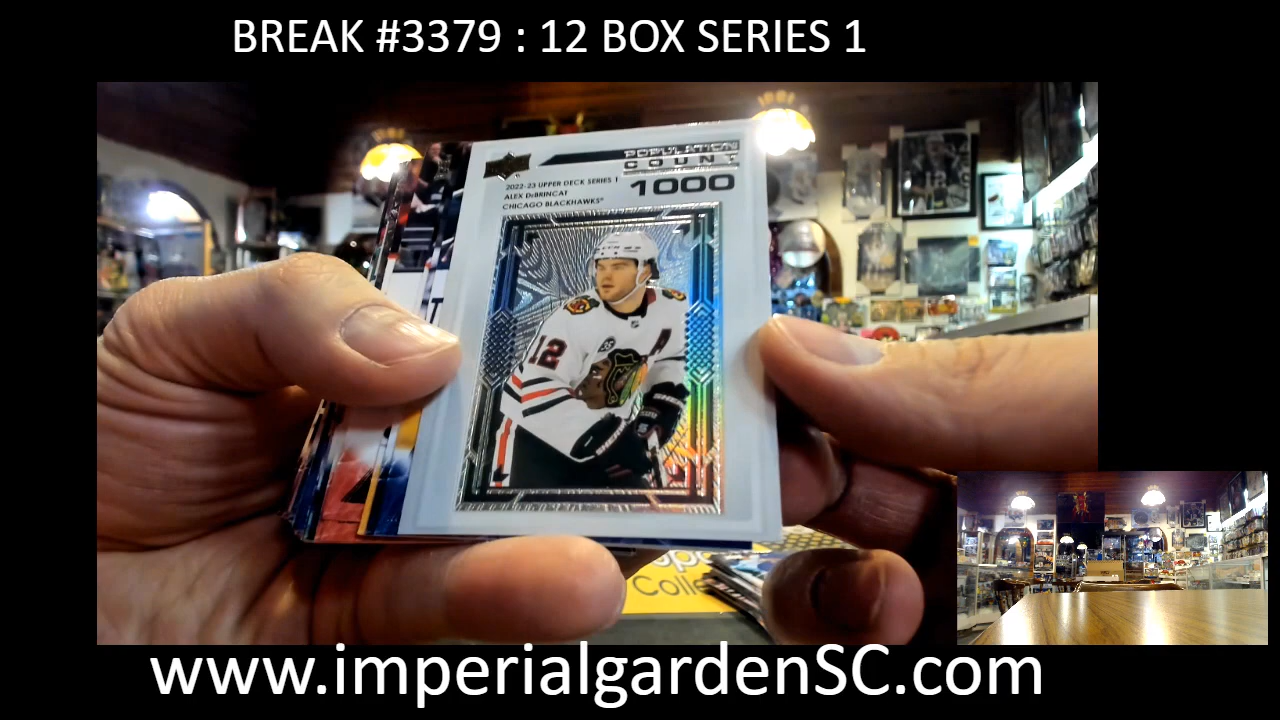 BREAK #3379 : 12 BOX SERIES 1
POPULATION
COUNT
1000
2022-23 UPPER DECK SERIES 1
ALEX DeBRINCAT
CHICAGO BLACKHAWKS®
12
A
Colle
www.imperialgardenSC.com